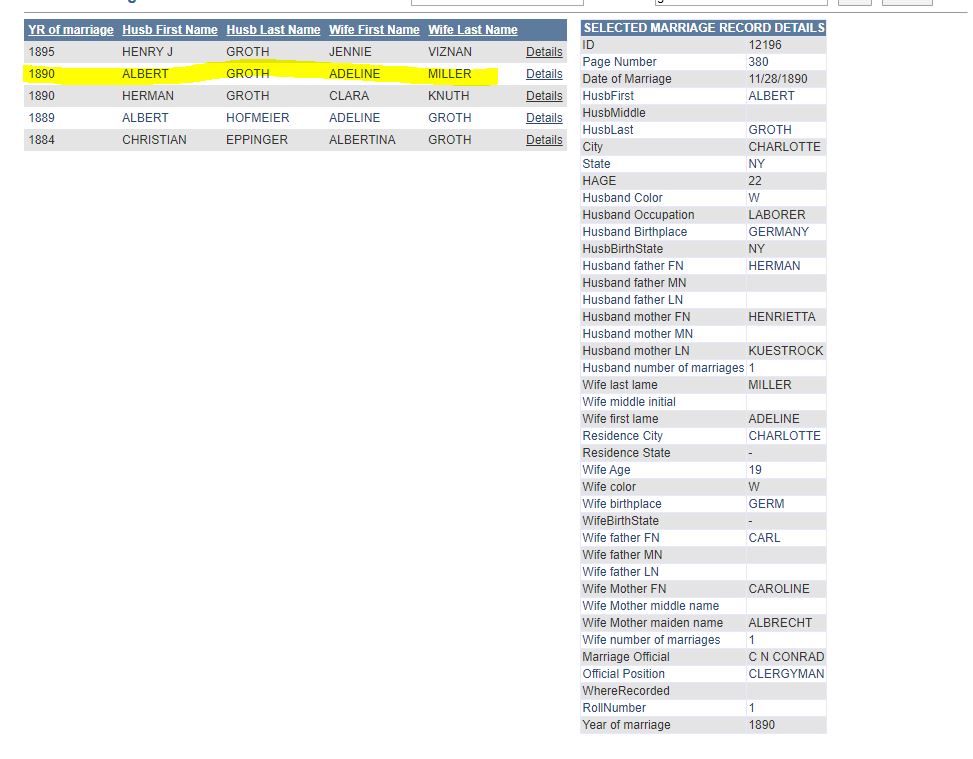 YR of marriage Husb First Name Husb Last Name Wife First Name Wife Last Name
1895 HENRY J GROTH JENNIE VIZNAN Details
1890 ALBERT GROTH ADELINE MILLER Details
1890 HERMAN GROTH CLARA KNUTH Details
1889 ALBERT HOFMEIER ADELINE GROTH Details
1884 CHRISTIAN EPPINGER ALBERTINA GROTH Details
SELECTED MARRIAGE RECORD DETAILS
ID 12196
Page Number 380
Date of Marriage 11/28/1890
HusbFirst ALBERT
HusbMiddle
HusbLast GROTH
City CHARLOTTE
State NY
HAGE 22
Husband Color W
Husband Occupation LABORER
Husband Birthplace GERMANY
HusbBirthState NY
Husband father FN HERMAN
Husband father MN
Husband father LN
Husband mother FN HENRIETTA
Husband mother MN
Husband mother LN KUESTROCK
Husband number of marriages 1
Wife last lame MILLER
Wife middle initial
Wife first lame ADELINE
Residence City CHARLOTTE
Residence State -
Wife Age 19
Wife color W
Wife birthplace GERM
WifeBirthState -
Wife father FN CARL
Wife father MN
Wife father LN
Wife Mother FN CAROLINE
Wife Mother middle name
Wife Mother maiden name ALBRECHT
Wife number of marriages 1
Marriage Official C N CONRAD
Official Position CLERGYMAN
WhereRecorded
RollNumber 1
Year of marriage 1890